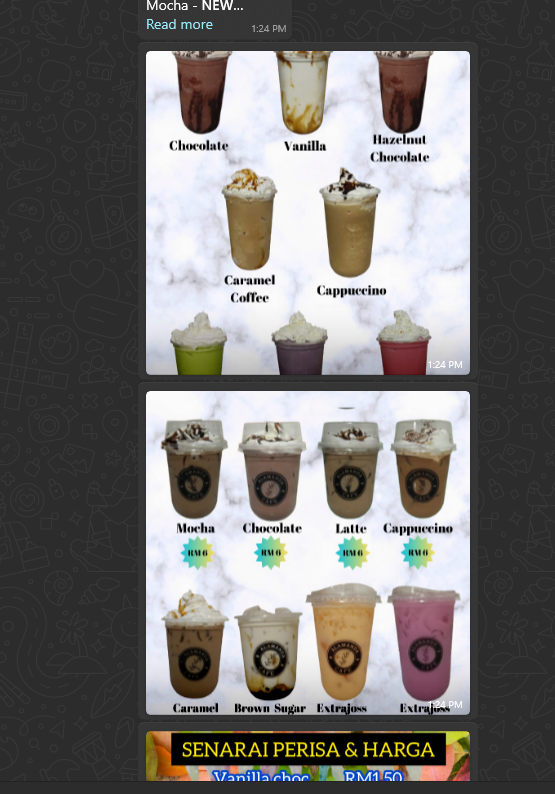 Mocha - NEW...
Read more
1:24 PM
Chocolate
Vanilla
Hazelnut
Chocolate
Caramel
Coffee
Cappuccino
1:24 PM
Mocha
Chocolate
Latte
Cappuccino
RM 6
RM 6
RM 6
RM 6
Caramel
Brown Sugar
Extrajoss
Extrajoss
1:24 PM
SENARAI PERISA & HARGA
Vanilla choc RM1.50